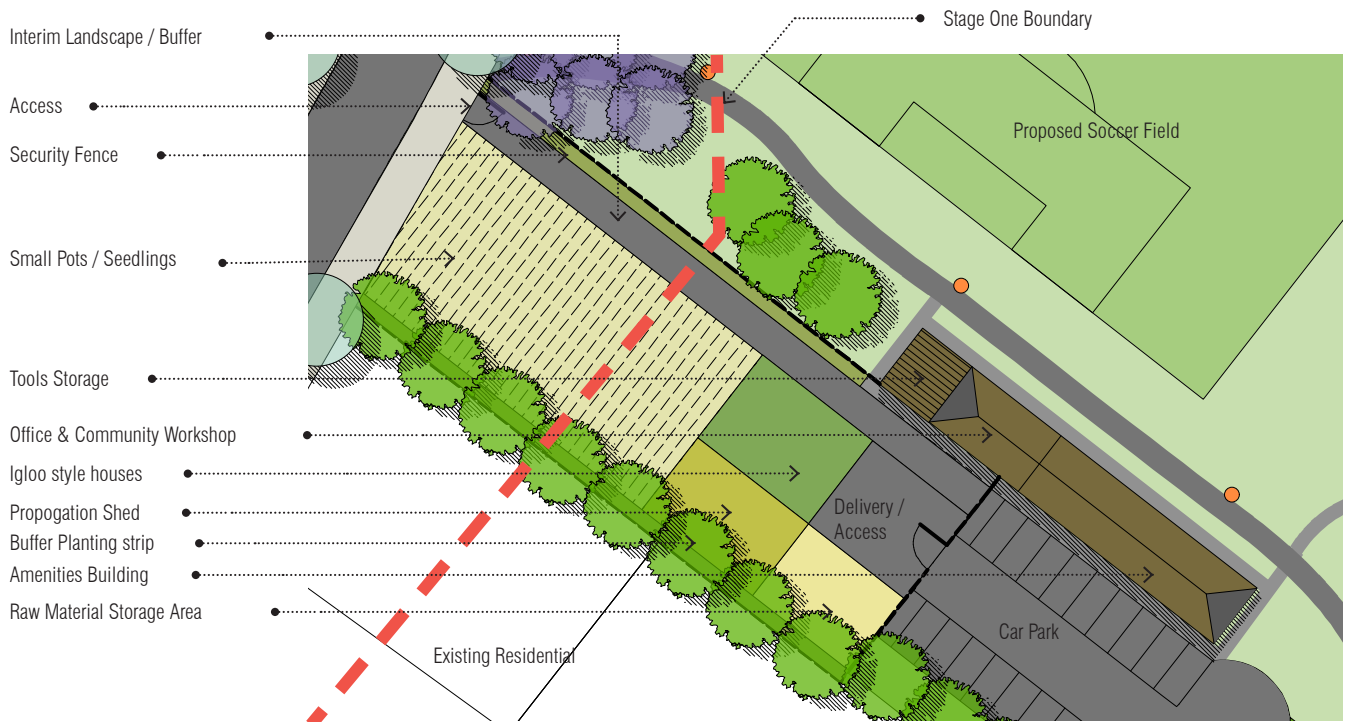 Stage One Boundary
Interim Landscape / Buffer
Access
Security Fence
Proposed Soccer Field
Small Pots / Seedlings
Tools Storage
Office & Community Workshop
Igloo style houses
Propogation Shed
Buffer Planting strip
Amenities Building
Raw Material Storage Area
Delivery /
Access
Car Park
Existing Residential